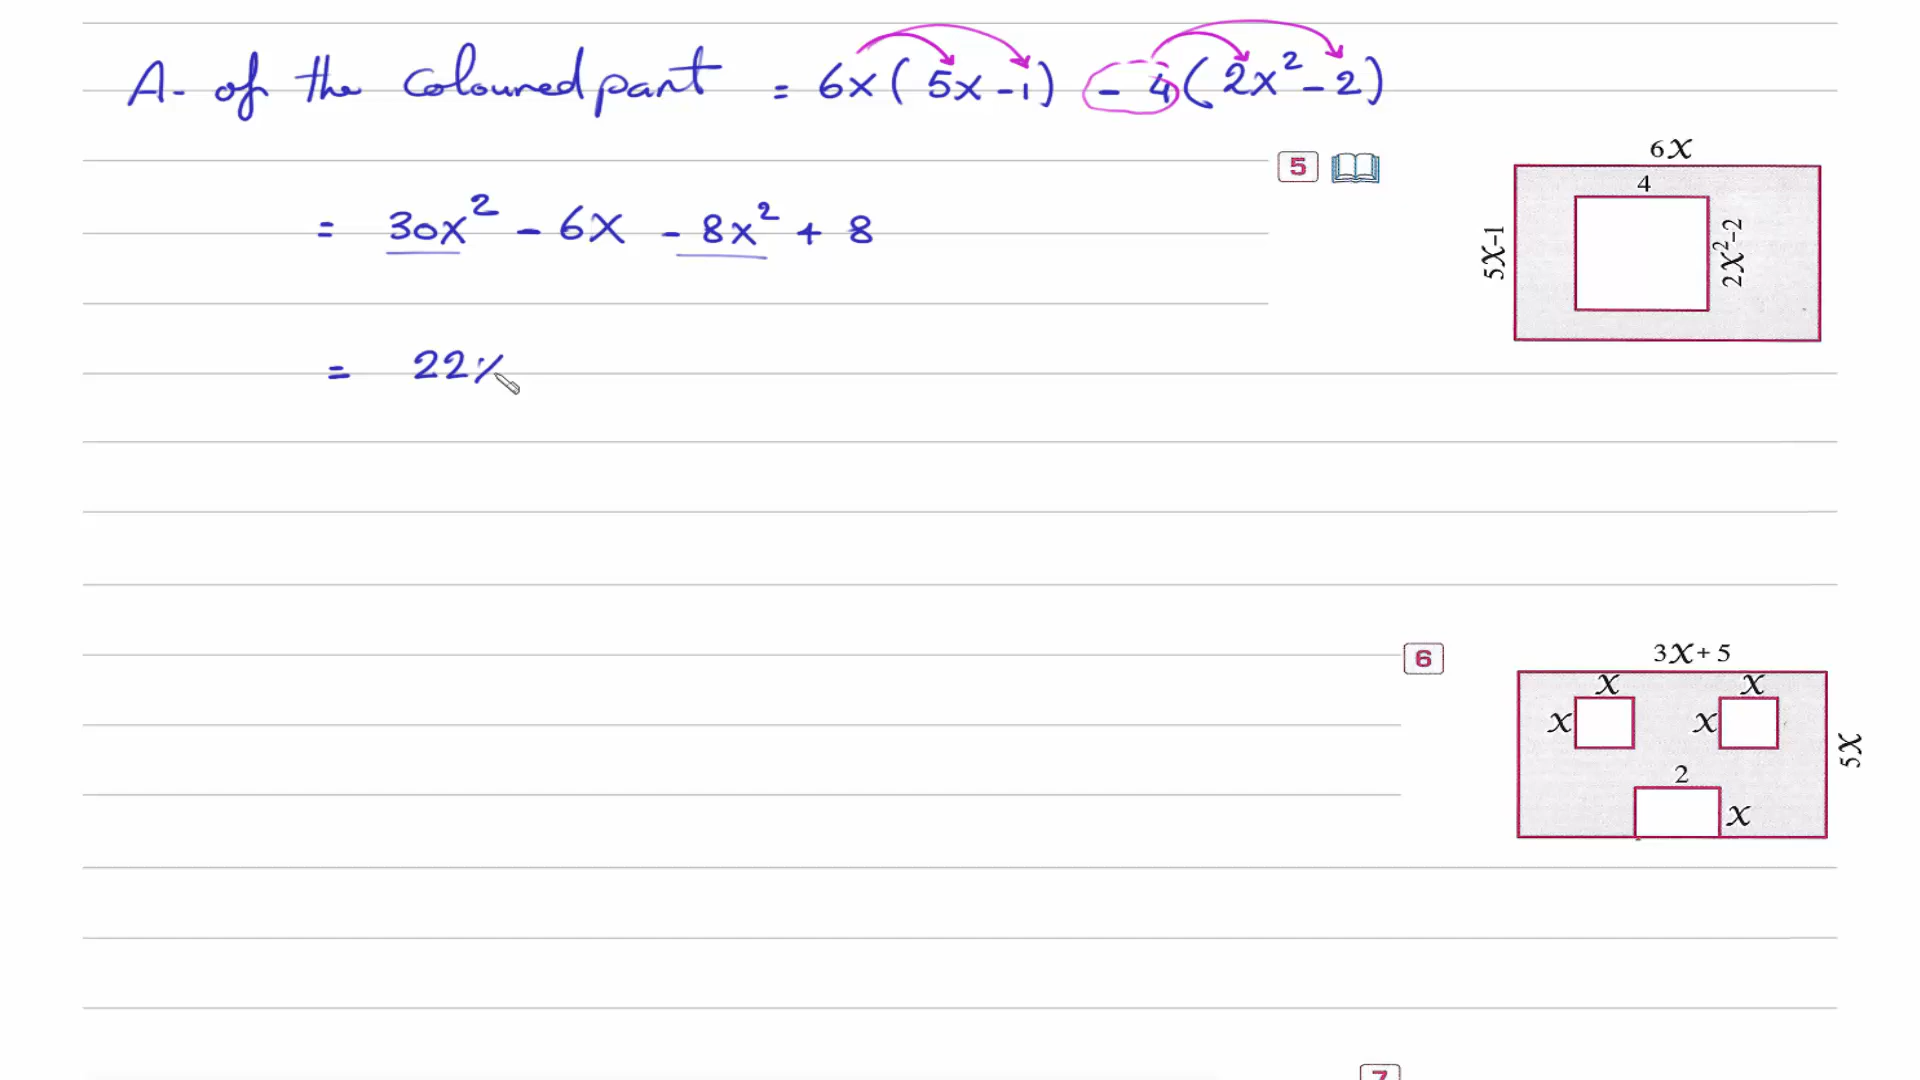 A. of the coloured part = 6x(5x-1) - 4(2x²-2)
5
6x
4
5x-1
2x²-2
= 30x² - 6x - 8x² + 8
= 22x
6
3x+5
x
x
x
x
5x
2
x
7